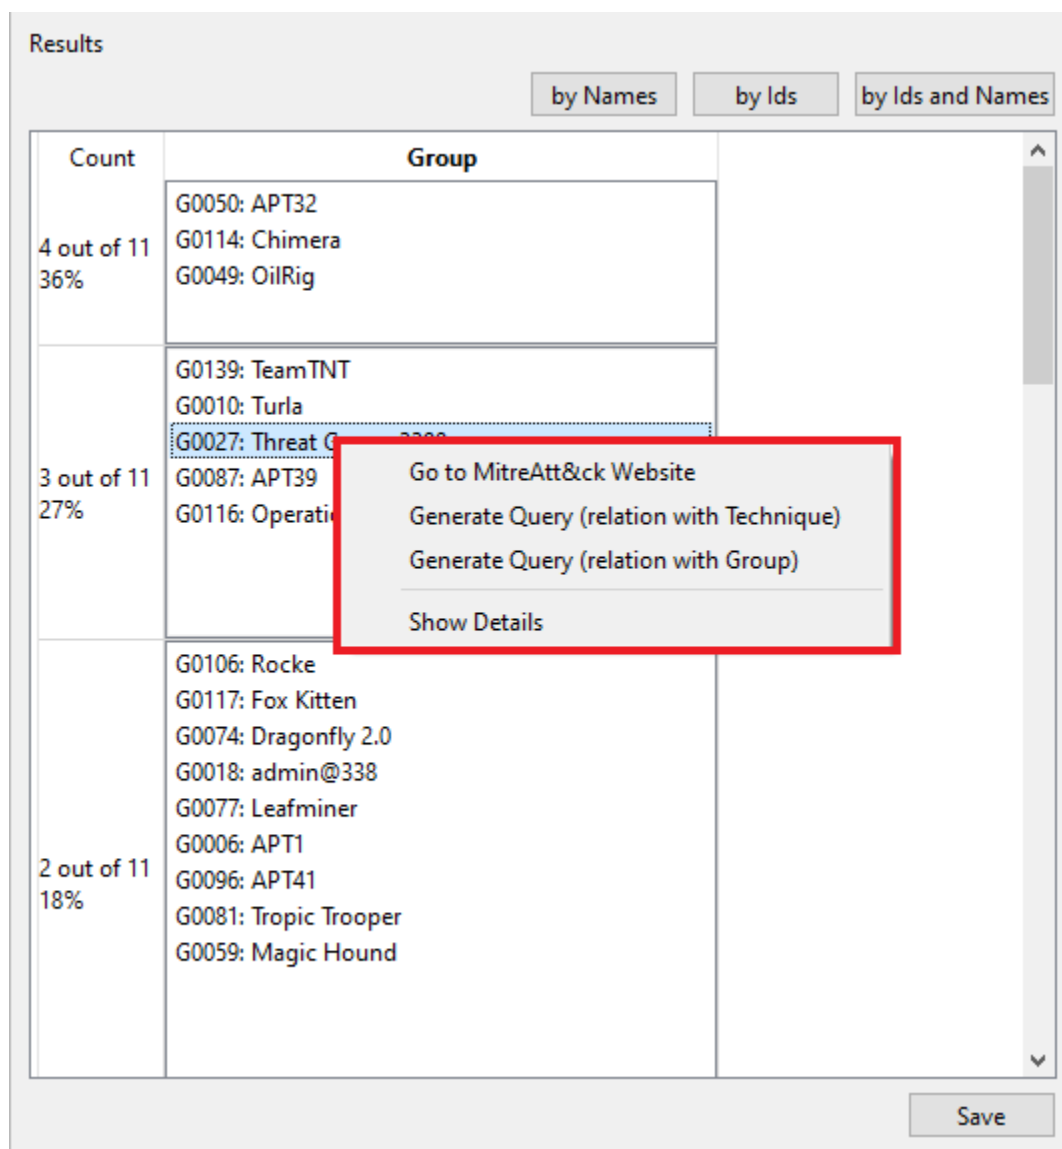 Results
by Names by Ids by Ids and Names
Count Group
4 out of 11
36%
G0050: APT32
G0114: Chimera
G0049: OilRig
3 out of 11
27%
G0139: TeamTNT
G0010: Turla
G0027: Threat
G0087: APT39
G0116:
Go to MitreAtt&ck Website
Generate Query (relation with Technique)
Generate Query (relation with Group)
Show Details
2 out of 11
18%
G0106: Rocke
G0117: Fox Kitten
G0074: Dragonfly 2.0
G0018: admin@338
G0077: Leafminer
G0006: APT1
G0096: APT41
G0081: Tropic Trooper
G0059: Magic Hound
Save